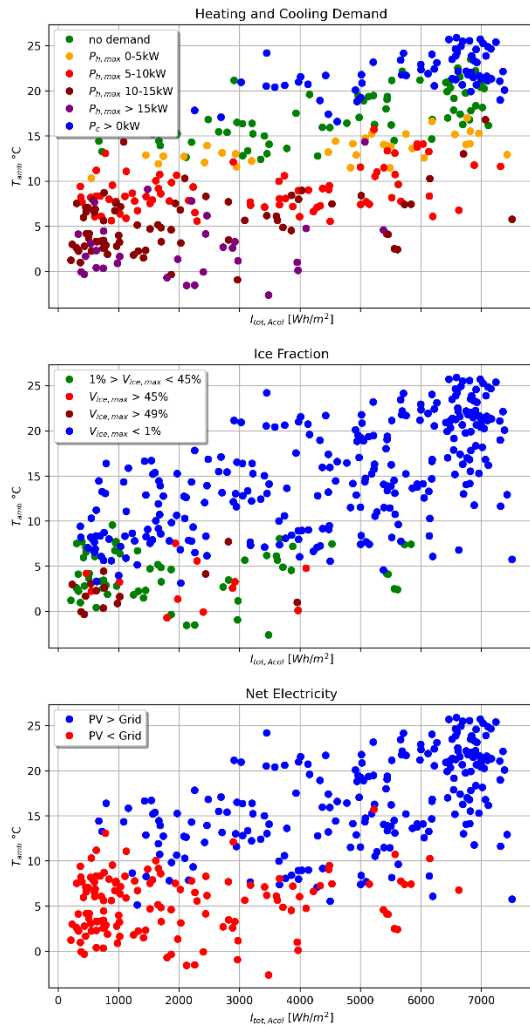 Heating and Cooling Demand
no demand
P_h,max 0-5kW
P_h,max 5-10kW
P_h,max 10-15kW
P_h,max > 15kW
P_c > 0kW
T_amb °C
25
20
15
10
5
0
I_tot,Acol [Wh/m²]
Ice Fraction
1% > V_ice,max < 45%
V_ice,max > 45%
V_ice,max > 49%
V_ice,max < 1%
T_amb °C
25
20
15
10
5
0
I_tot,Acol [Wh/m²]
Net Electricity
PV > Grid
PV < Grid
T_amb °C
25
20
15
10
5
0
0 1000 2000 3000 4000 5000 6000 7000
I_tot,Acol [Wh/m²]